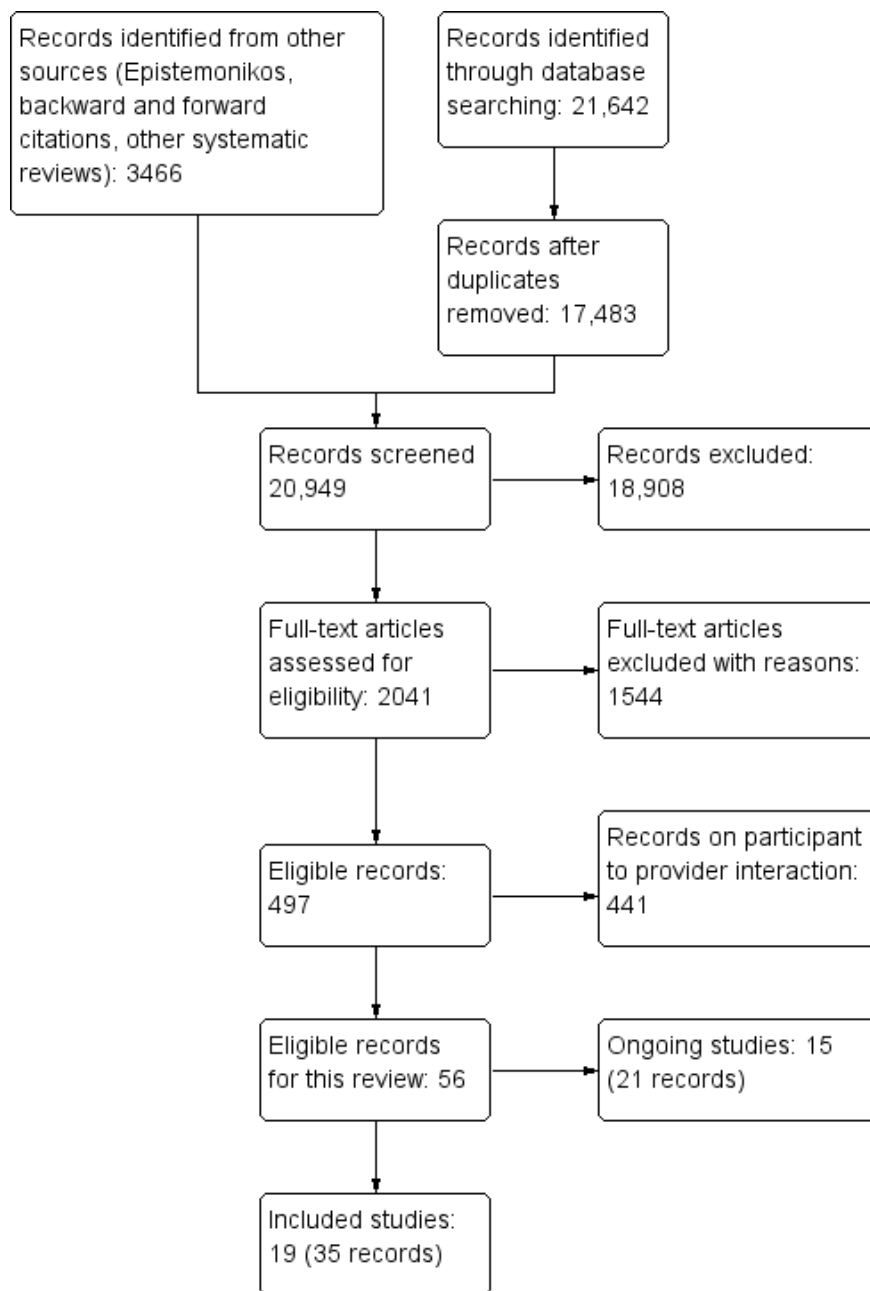 Records identified from other
sources (Epistemonikos,
backward and forward
citations, other systematic
reviews): 3466
Records identified
through database
searching: 21,642
Records after
duplicates
removed: 17,483
Records screened
20,949
Records excluded:
18,908
Full-text articles
assessed for
eligibility: 2041
Full-text articles
excluded with reasons:
1544
Eligible records:
497
Records on participant
to provider interaction:
441
Eligible records
for this review: 56
Ongoing studies: 15
(21 records)
Included studies:
19 (35 records)